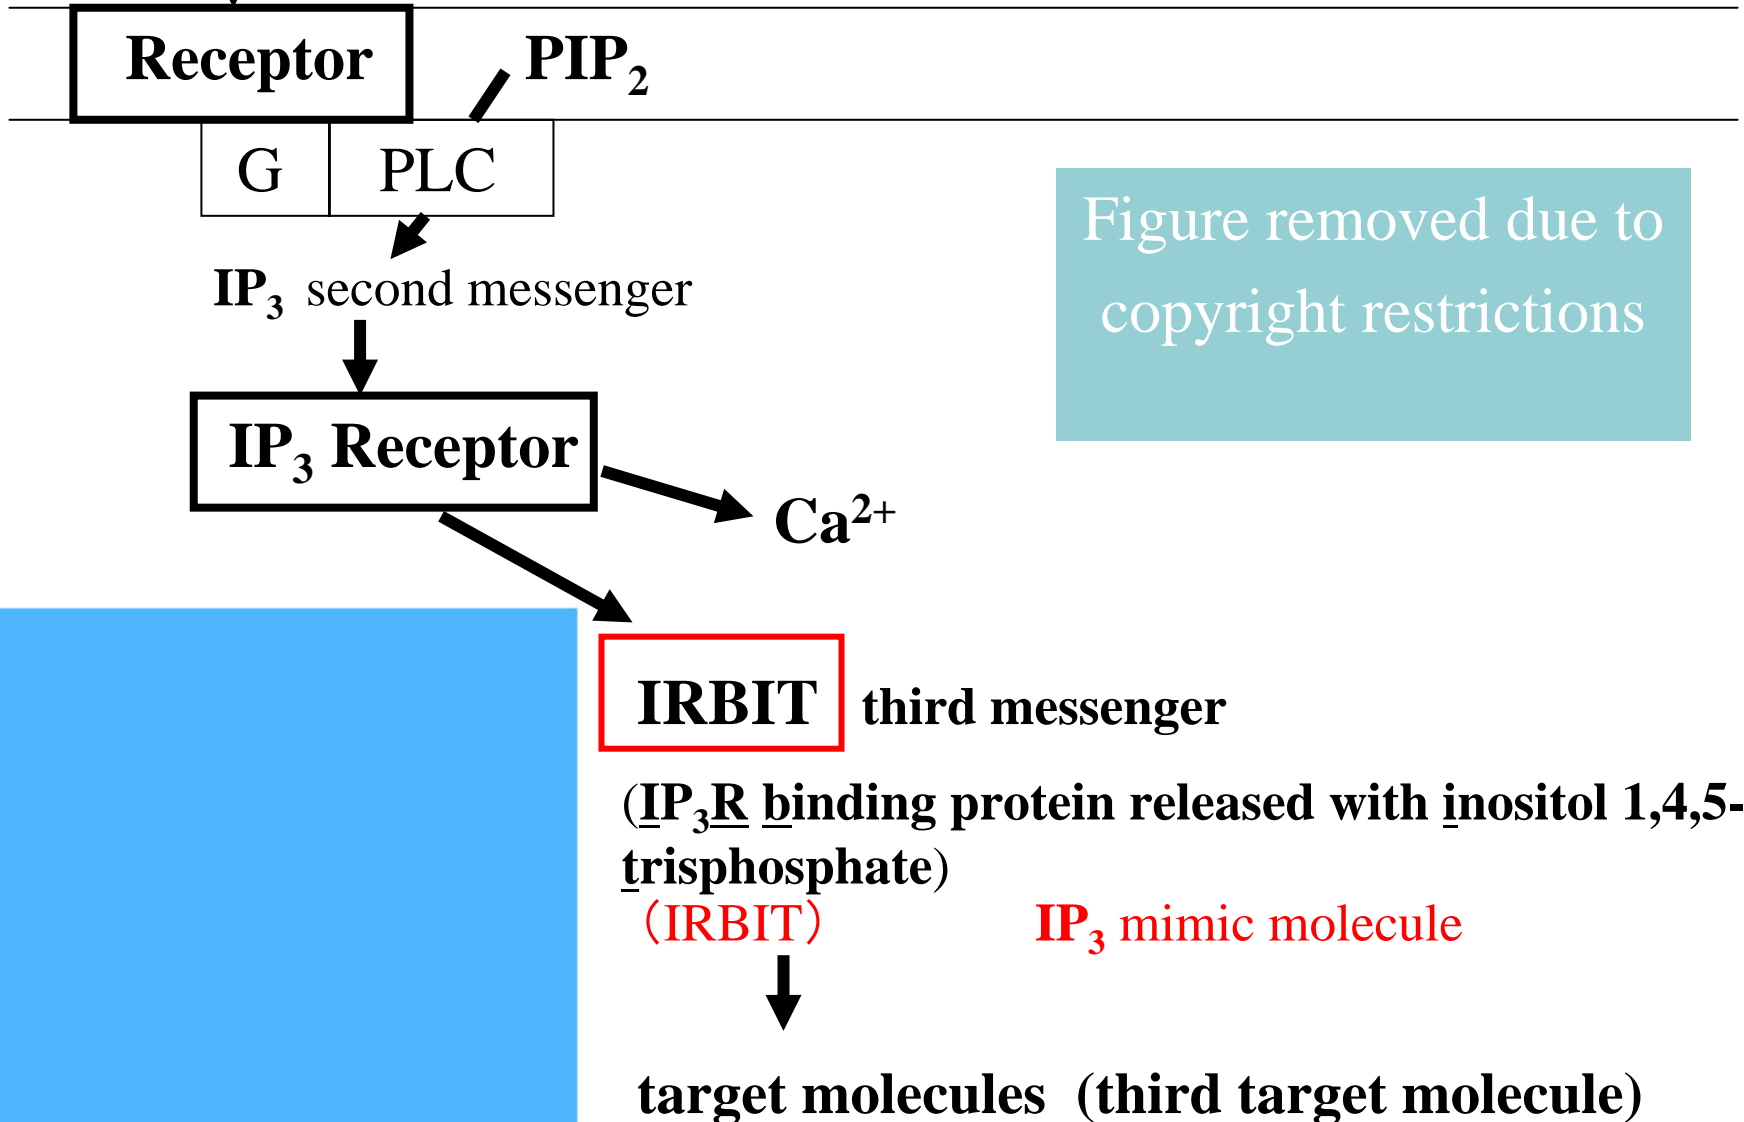 Receptor
PIP₂
G
PLC
Figure removed due to
copyright restrictions
IP₃ second messenger
IP₃ Receptor
Ca²⁺
IRBIT
third messenger
(IP₃R binding protein released with inositol 1,4,5-
trisphosphate)
（IRBIT）
IP₃ mimic molecule
target molecules (third target molecule)